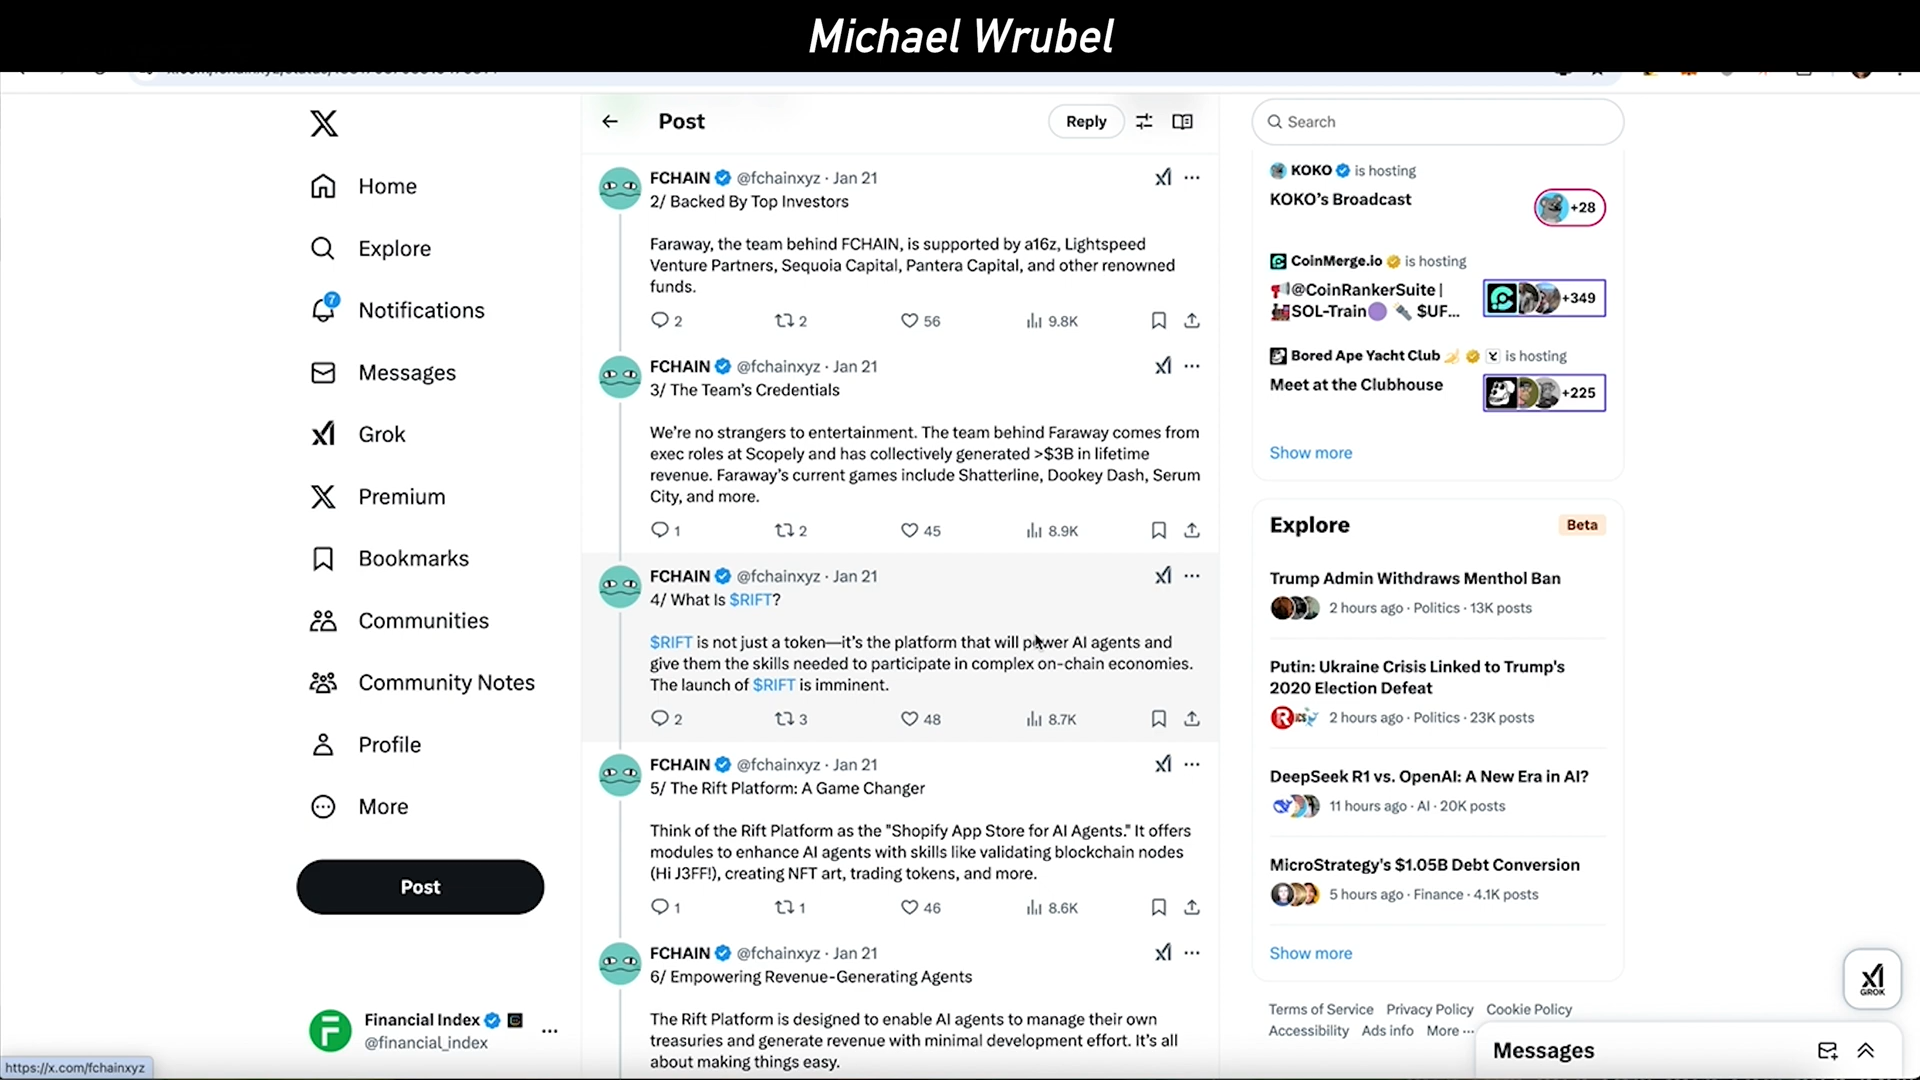 Michael Wrubel
Home
Explore
7
Notifications
Messages
Grok
Premium
Bookmarks
Communities
Community Notes
Profile
More
Post
Financial Index
@financial_index
https://x.com/fchainxyz
Post
Reply
FCHAIN @fchainxyz · Jan 21
2/ Backed By Top Investors
Faraway, the team behind FCHAIN, is supported by a16z, Lightspeed
Venture Partners, Sequoia Capital, Pantera Capital, and other renowned
funds.
2 2 56 9.8K
FCHAIN @fchainxyz · Jan 21
3/ The Team's Credentials
We're no strangers to entertainment. The team behind Faraway comes from
exec roles at Scopely and has collectively generated >$3B in lifetime
revenue. Faraway's current games include Shatterline, Dookey Dash, Serum
City, and more.
1 2 45 8.9K
FCHAIN @fchainxyz · Jan 21
4/ What Is $RIFT?
$RIFT is not just a token—it's the platform that will power AI agents and
give them the skills needed to participate in complex on-chain economies.
The launch of $RIFT is imminent.
2 3 48 8.7K
FCHAIN @fchainxyz · Jan 21
5/ The Rift Platform: A Game Changer
Think of the Rift Platform as the "Shopify App Store for AI Agents." It offers
modules to enhance AI agents with skills like validating blockchain nodes
(Hi J3FF!), creating NFT art, trading tokens, and more.
1 1 46 8.6K
FCHAIN @fchainxyz · Jan 21
6/ Empowering Revenue-Generating Agents
The Rift Platform is designed to enable AI agents to manage their own
treasuries and generate revenue with minimal development effort. It's all
about making things easy.
Search
KOKO is hosting
KOKO's Broadcast
+28
CoinMerge.io is hosting
@CoinRankerSuite |
SOL-Train $UF...
+349
Bored Ape Yacht Club is hosting
Meet at the Clubhouse
+225
Show more
Explore
Beta
Trump Admin Withdraws Menthol Ban
2 hours ago · Politics · 13K posts
Putin: Ukraine Crisis Linked to Trump's
2020 Election Defeat
2 hours ago · Politics · 23K posts
DeepSeek R1 vs. OpenAI: A New Era in AI?
11 hours ago · AI · 20K posts
MicroStrategy's $1.05B Debt Conversion
5 hours ago · Finance · 4.1K posts
Show more
Terms of Service Privacy Policy Cookie Policy
Accessibility Ads info More ...
GROK
Messages